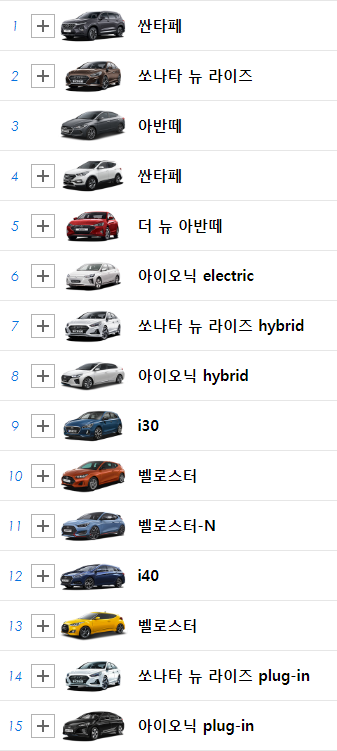 1 싼타페
2 쏘나타 뉴 라이즈
3 아반떼
4 싼타페
5 더 뉴 아반떼
6 아이오닉 electric
7 쏘나타 뉴 라이즈 hybrid
8 아이오닉 hybrid
9 i30
10 벨로스터
11 벨로스터-N
12 i40
13 벨로스터
14 쏘나타 뉴 라이즈 plug-in
15 아이오닉 plug-in